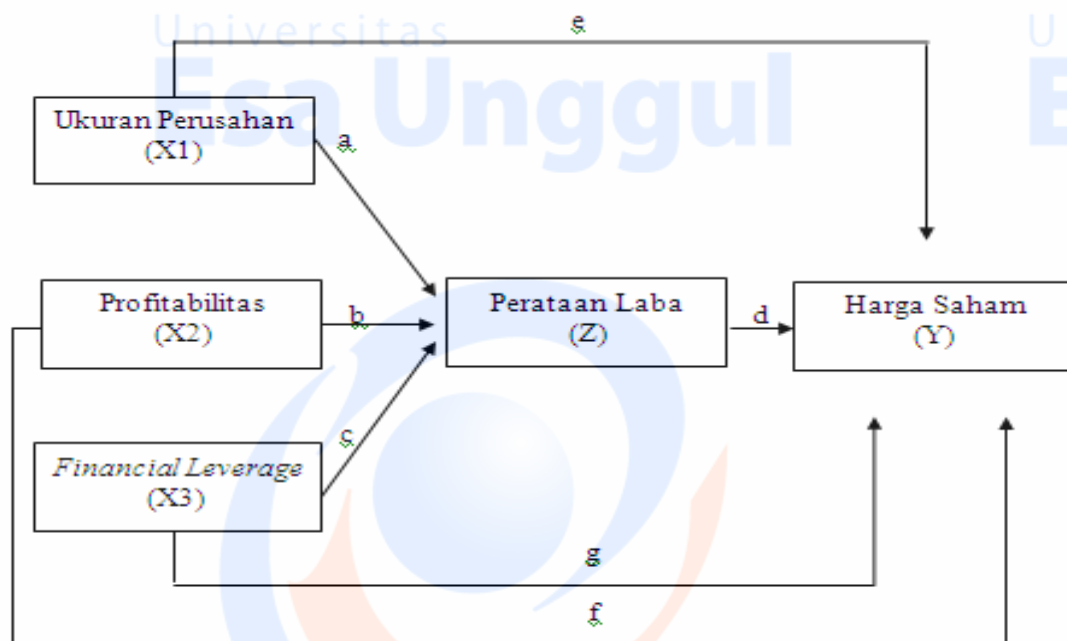 Universitas
Esa Unggul
U
E
e
Ukuran Perusahan
(X1)
a
Profitabilitas
(X2)
b
Perataan Laba
(Z)
d
Harga Saham
(Y)
c
Financial Leverage
(X3)
g
f